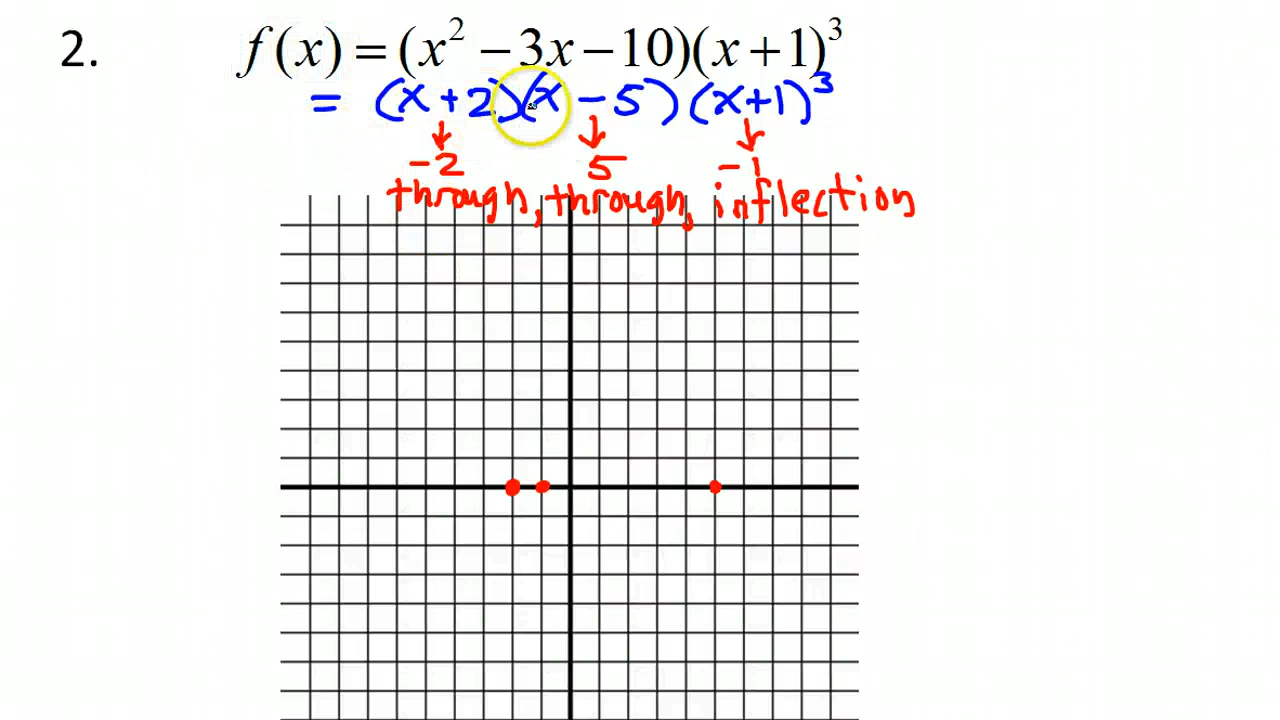 2. f(x) = (x² − 3x − 10)(x + 1)³
= (x + 2)(x − 5)(x + 1)³
−2 5 −1
through, through, inflection